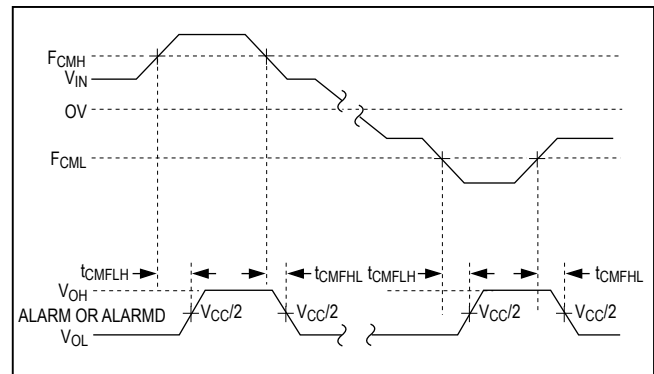 FCMH
VIN
OV
FCML
tCMFLH tCMFHL tCMFLH tCMFHL
VOH
ALARM OR ALARMD VCC/2 VCC/2 VCC/2 VCC/2
VOL